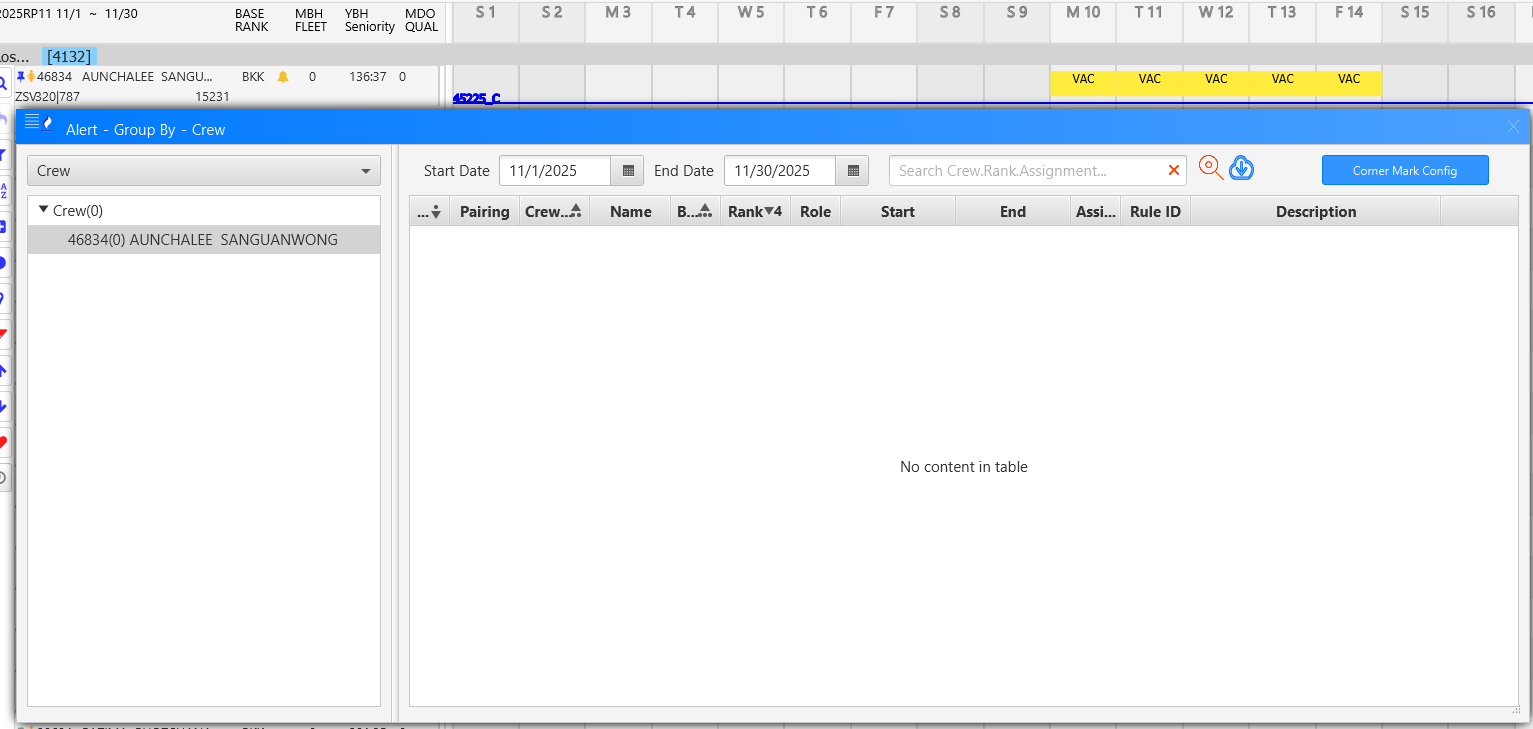 2025RP11 11/1 ~ 11/30 BASE MBH YBH MDO S 1 S 2 M 3 T 4 W 5 T 6 F 7 S 8 S 9 M 10 T 11 W 12 T 13 F 14 S 15 S 16
RANK FLEET Seniority QUAL
os... [4132]
46834 AUNCHALEE SANGU... BKK 0 136:37 0 VAC VAC VAC VAC VAC
ZSV320|787 15231 45225_C
Alert - Group By - Crew
Crew Start Date 11/1/2025 End Date 11/30/2025 Search Crew.Rank.Assignment... Corner Mark Config
Crew(0) ... Pairing Crew... Name B... Rank 4 Role Start End Assi... Rule ID Description
46834(0) AUNCHALEE SANGUANWONG
No content in table